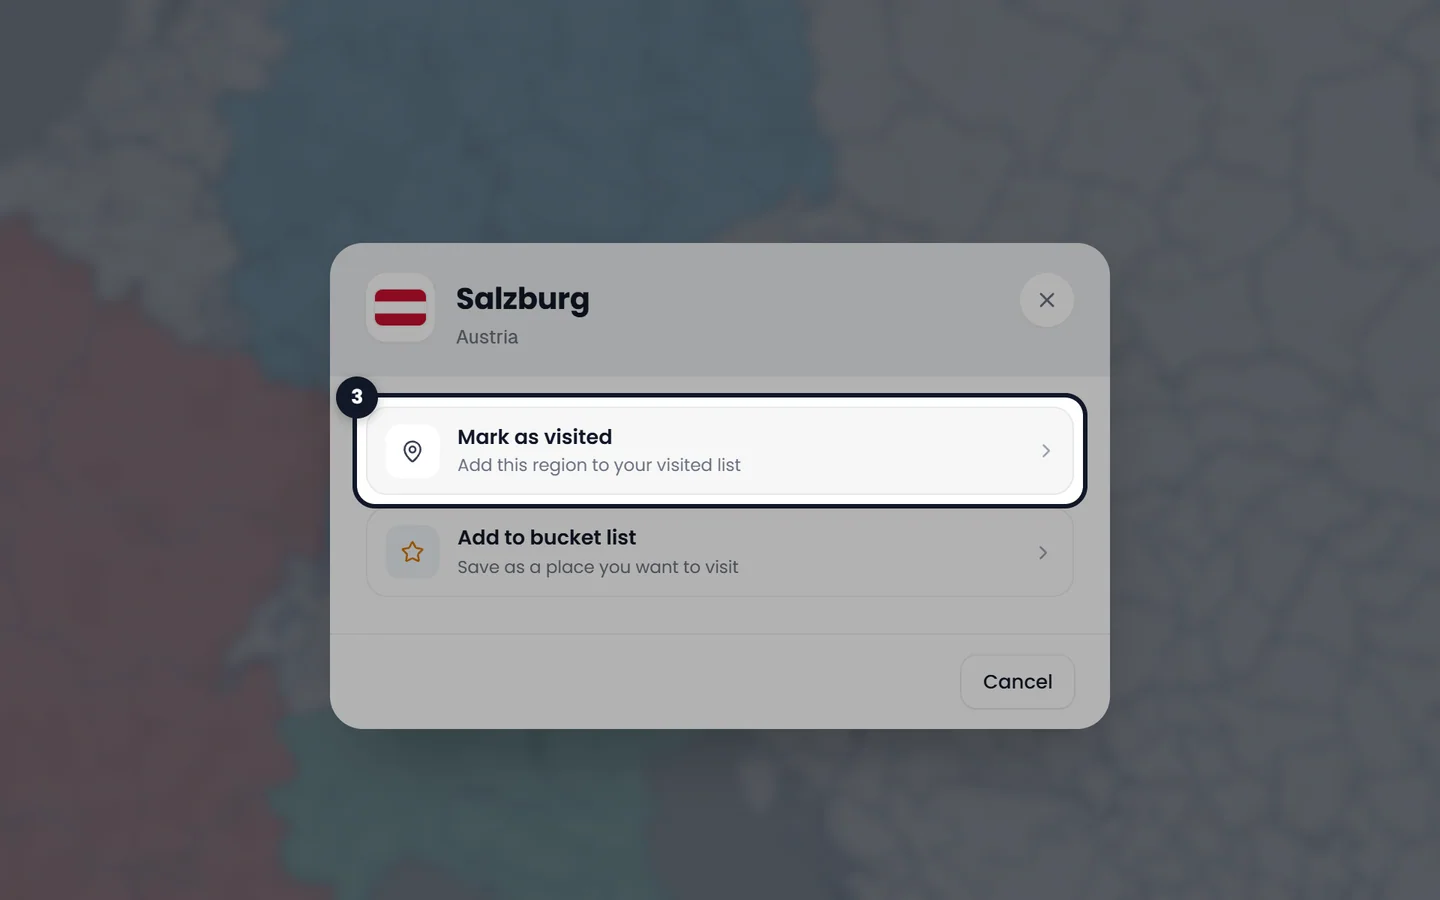 Salzburg
Austria
3
Mark as visited
Add this region to your visited list
Add to bucket list
Save as a place you want to visit
Cancel